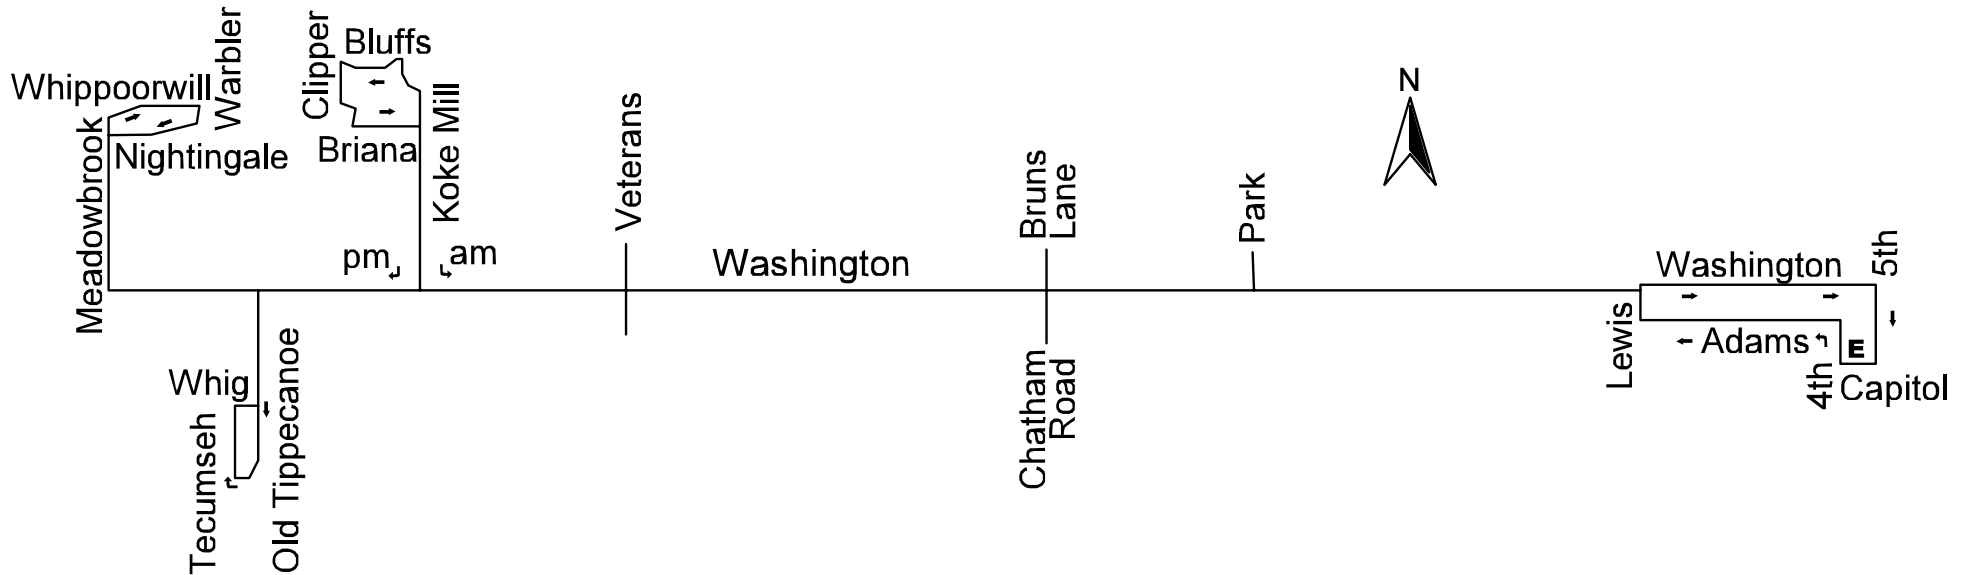 Whippoorwill
Warbler
Meadowbrook
Nightingale
Clipper
Bluffs
Briana
Koke Mill
pm
am
Veterans
Washington
Bruns
Lane
Park
N
Washington
5th
Lewis
Adams
E
4th
Capitol
Whig
Tecumseh
Old Tippecanoe
Chatham
Road